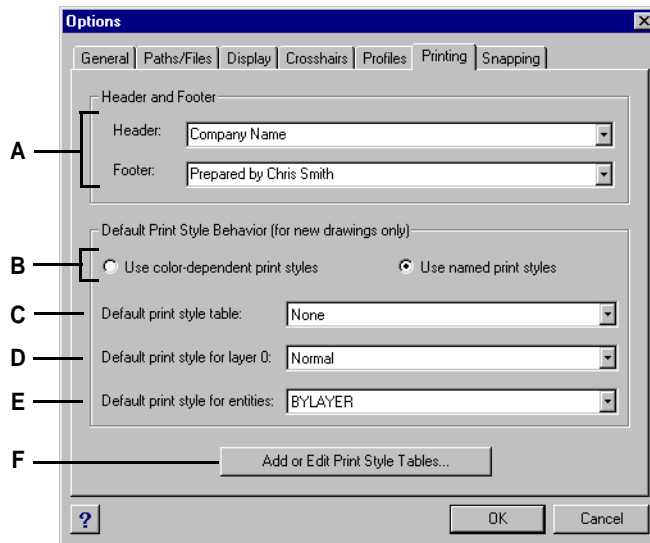 Options
General Paths/Files Display Crosshairs Profiles Printing Snapping
Header and Footer
A
Header: Company Name
Footer: Prepared by Chris Smith
Default Print Style Behavior (for new drawings only)
B Use color-dependent print styles Use named print styles
C Default print style table: None
D Default print style for layer 0: Normal
E Default print style for entities: BYLAYER
F Add or Edit Print Style Tables...
? OK Cancel